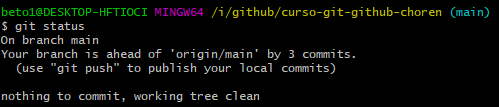 beto1@DESKTOP-HFTIOCI MINGW64 /i/github/curso-git-github-choren (main)
$ git status
On branch main
Your branch is ahead of 'origin/main' by 3 commits.
  (use "git push" to publish your local commits)

nothing to commit, working tree clean